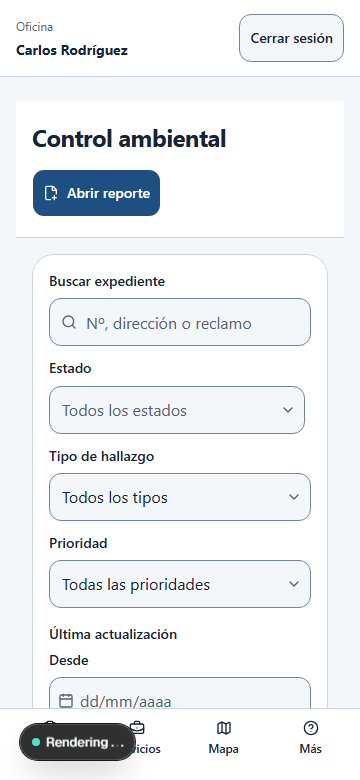 Oficina
Carlos Rodríguez
Cerrar sesión
Control ambiental
Abrir reporte
Buscar expediente
Nº, dirección o reclamo
Estado
Todos los estados
Tipo de hallazgo
Todos los tipos
Prioridad
Todas las prioridades
Última actualización
Desde
dd/mm/aaaa
Rendering ...
Mapa
Más